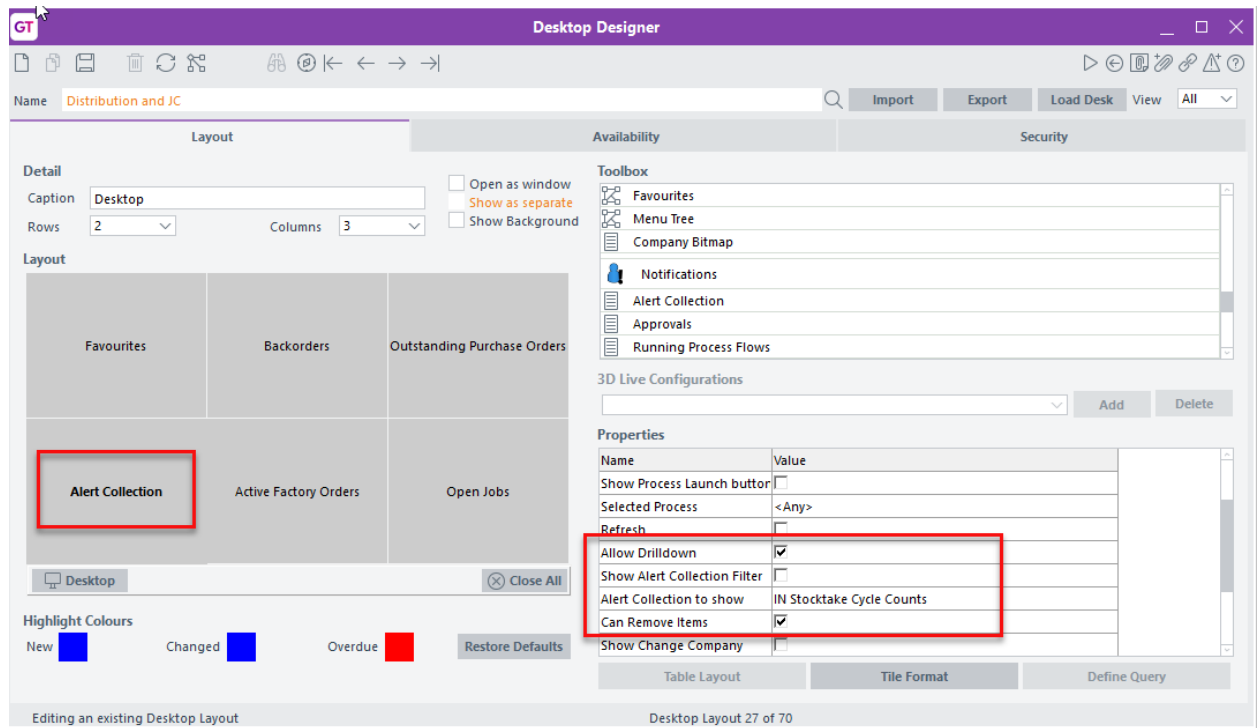 GT
Desktop Designer
Name Distribution and JC Import Export Load Desk View All
Layout Availability Security
Detail
Caption Desktop
Rows 2 Columns 3
Open as window
Show as separate
Show Background
Layout
Favourites Backorders Outstanding Purchase Orders
Alert Collection Active Factory Orders Open Jobs
Desktop Close All
Highlight Colours
New Changed Overdue Restore Defaults
Toolbox
Favourites
Menu Tree
Company Bitmap
Notifications
Alert Collection
Approvals
Running Process Flows
3D Live Configurations
Add Delete
Properties
Name Value
Show Process Launch button
Selected Process <Any>
Refresh
Allow Drilldown
Show Alert Collection Filter
Alert Collection to show IN Stocktake Cycle Counts
Can Remove Items
Show Change Company
Table Layout Tile Format Define Query
Editing an existing Desktop Layout Desktop Layout 27 of 70